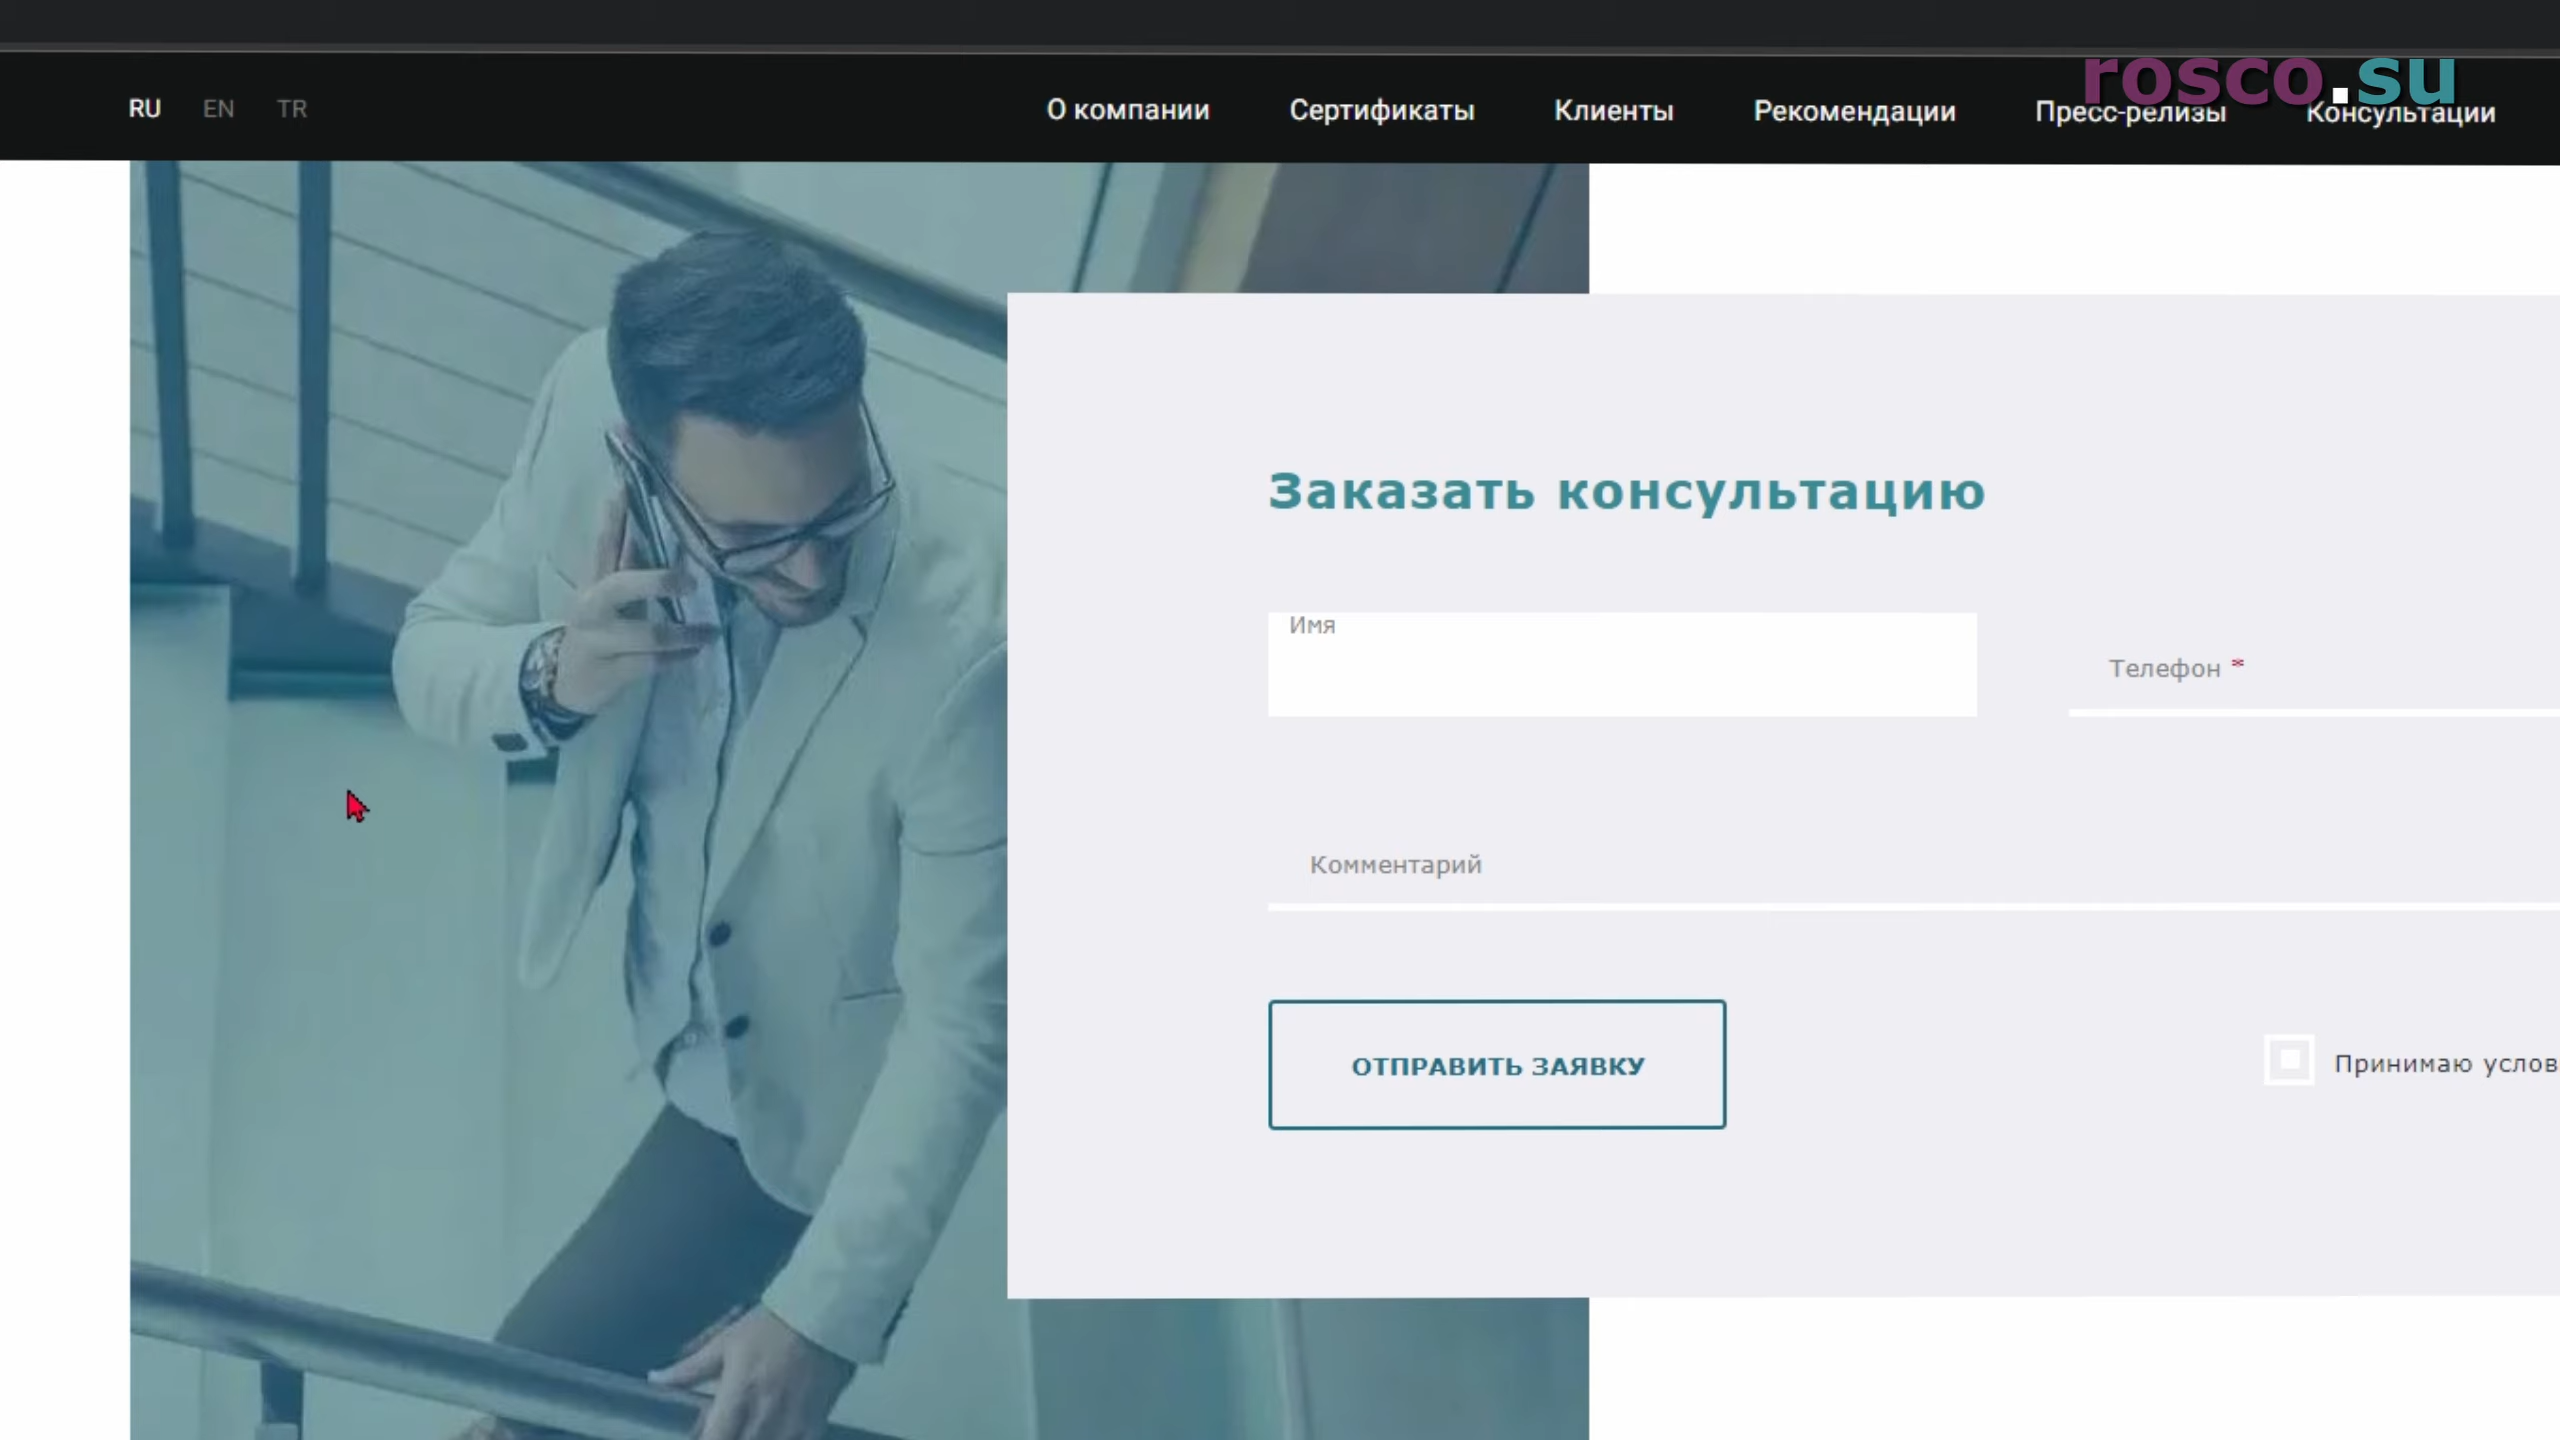 rosco.su
RU EN TR О компании Сертификаты Клиенты Рекомендации Пресс-релизы Консультации
Заказать консультацию
Имя
Телефон *
Комментарий
ОТПРАВИТЬ ЗАЯВКУ
Принимаю услов